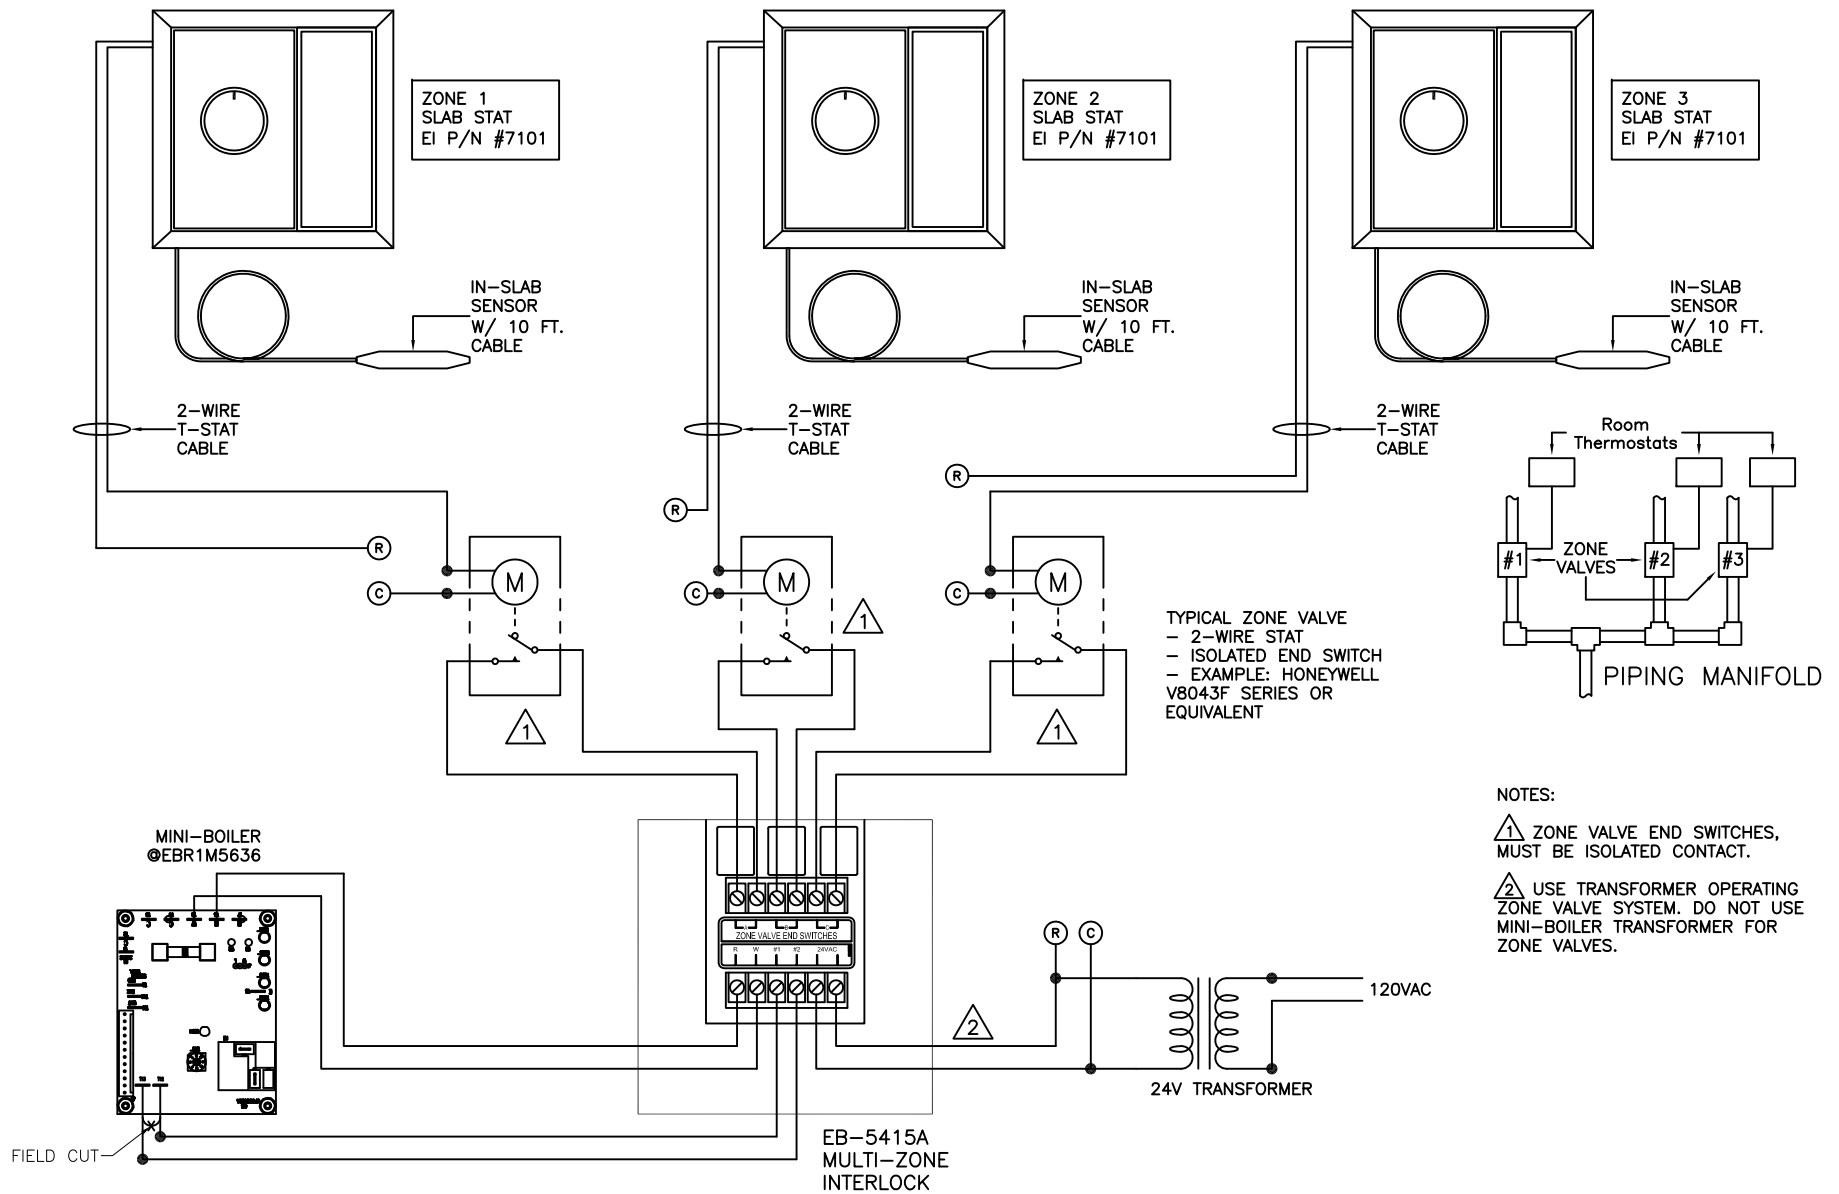 ZONE 1
SLAB STAT
EI P/N #7101
ZONE 2
SLAB STAT
EI P/N #7101
ZONE 3
SLAB STAT
EI P/N #7101
IN-SLAB
SENSOR
W/ 10 FT.
CABLE
IN-SLAB
SENSOR
W/ 10 FT.
CABLE
IN-SLAB
SENSOR
W/ 10 FT.
CABLE
2-WIRE
T-STAT
CABLE
2-WIRE
T-STAT
CABLE
2-WIRE
T-STAT
CABLE
Room
Thermostats
R
R
R
C
M
C
M
C
M
#1
ZONE
VALVES
#2
#3
PIPING MANIFOLD
1
1
1
TYPICAL ZONE VALVE
- 2-WIRE STAT
- ISOLATED END SWITCH
- EXAMPLE: HONEYWELL
V8043F SERIES OR
EQUIVALENT
NOTES:
1 ZONE VALVE END SWITCHES,
MUST BE ISOLATED CONTACT.
2 USE TRANSFORMER OPERATING
ZONE VALVE SYSTEM. DO NOT USE
MINI-BOILER TRANSFORMER FOR
ZONE VALVES.
MINI-BOILER
@EBR1M5636
A B C
ZONE VALVE END SWITCHES
R W #1 #2 24VAC
R C
2
120VAC
24V TRANSFORMER
FIELD CUT
EB-5415A
MULTI-ZONE
INTERLOCK